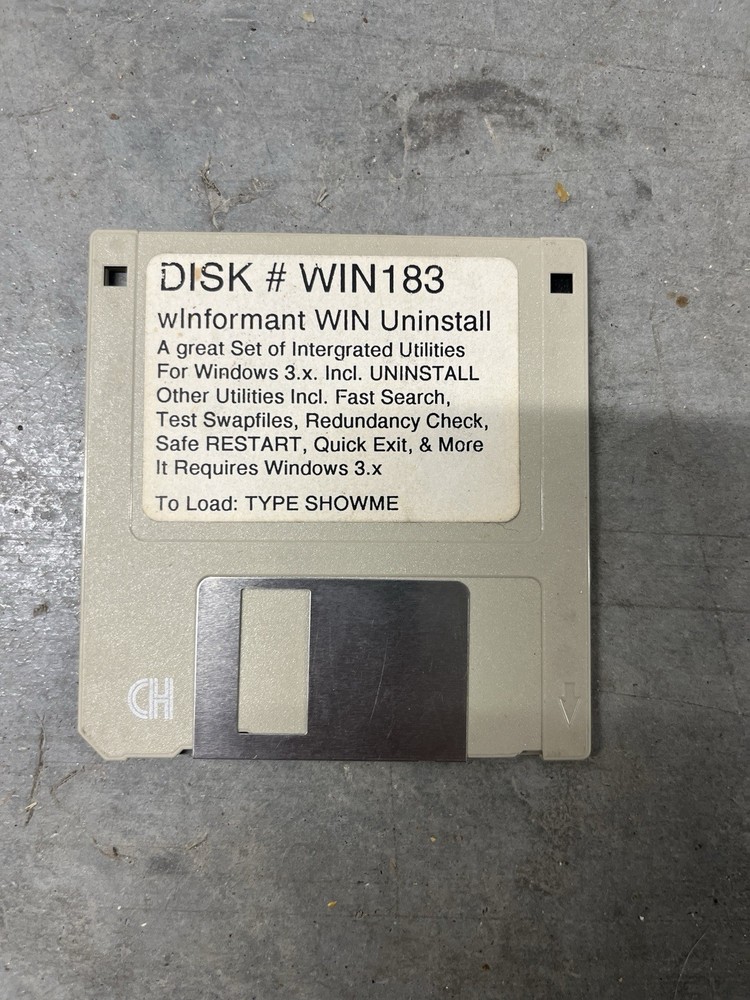 DISK # WIN183
wInformant WIN Uninstall
A great Set of Intergrated Utilities
For Windows 3.x. Incl. UNINSTALL
Other Utilities Incl. Fast Search,
Test Swapfiles, Redundancy Check,
Safe RESTART, Quick Exit, & More
It Requires Windows 3.x
To Load: TYPE SHOWME
CH